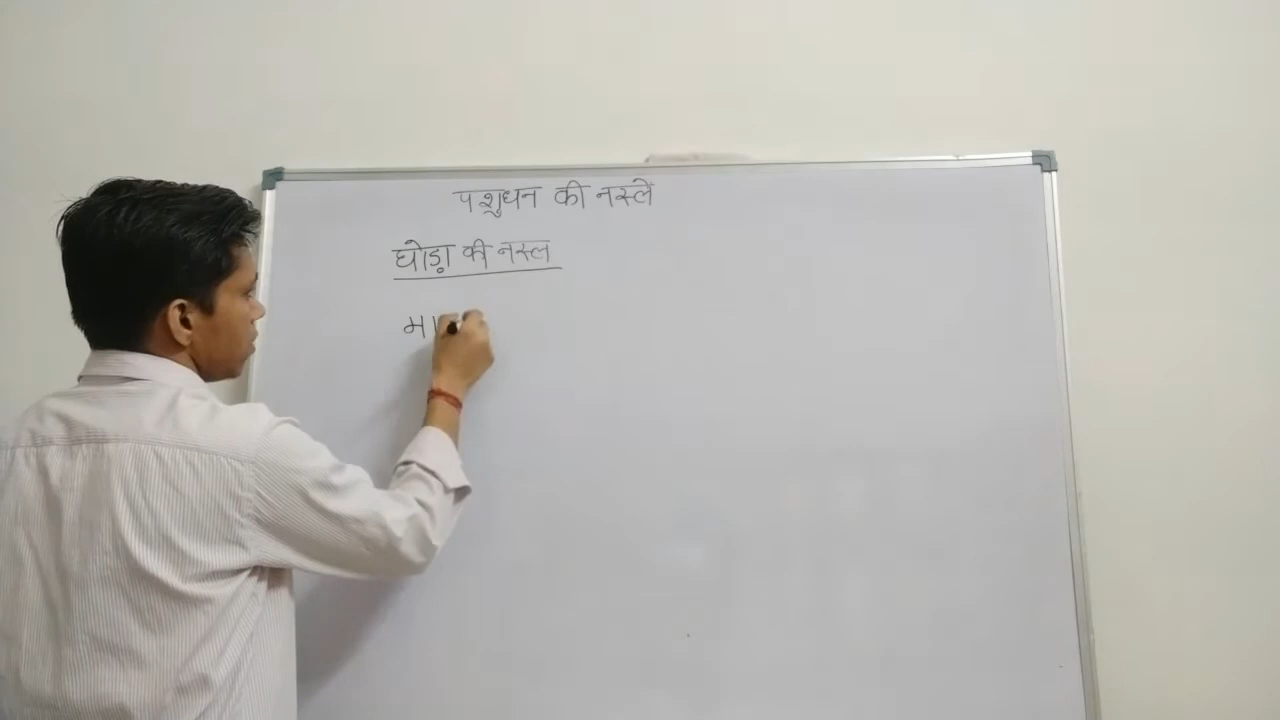 पशुधन की नस्लें
घोड़ा की नस्ल
मा